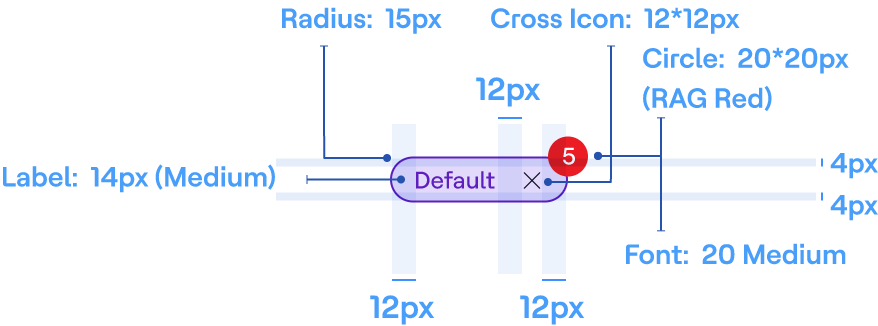 Radius: 15px
Cross Icon: 12*12px
Circle: 20*20px
(RAG Red)
12px
5
4px
Label: 14px (Medium)
Default
4px
Font: 20 Medium
12px
12px